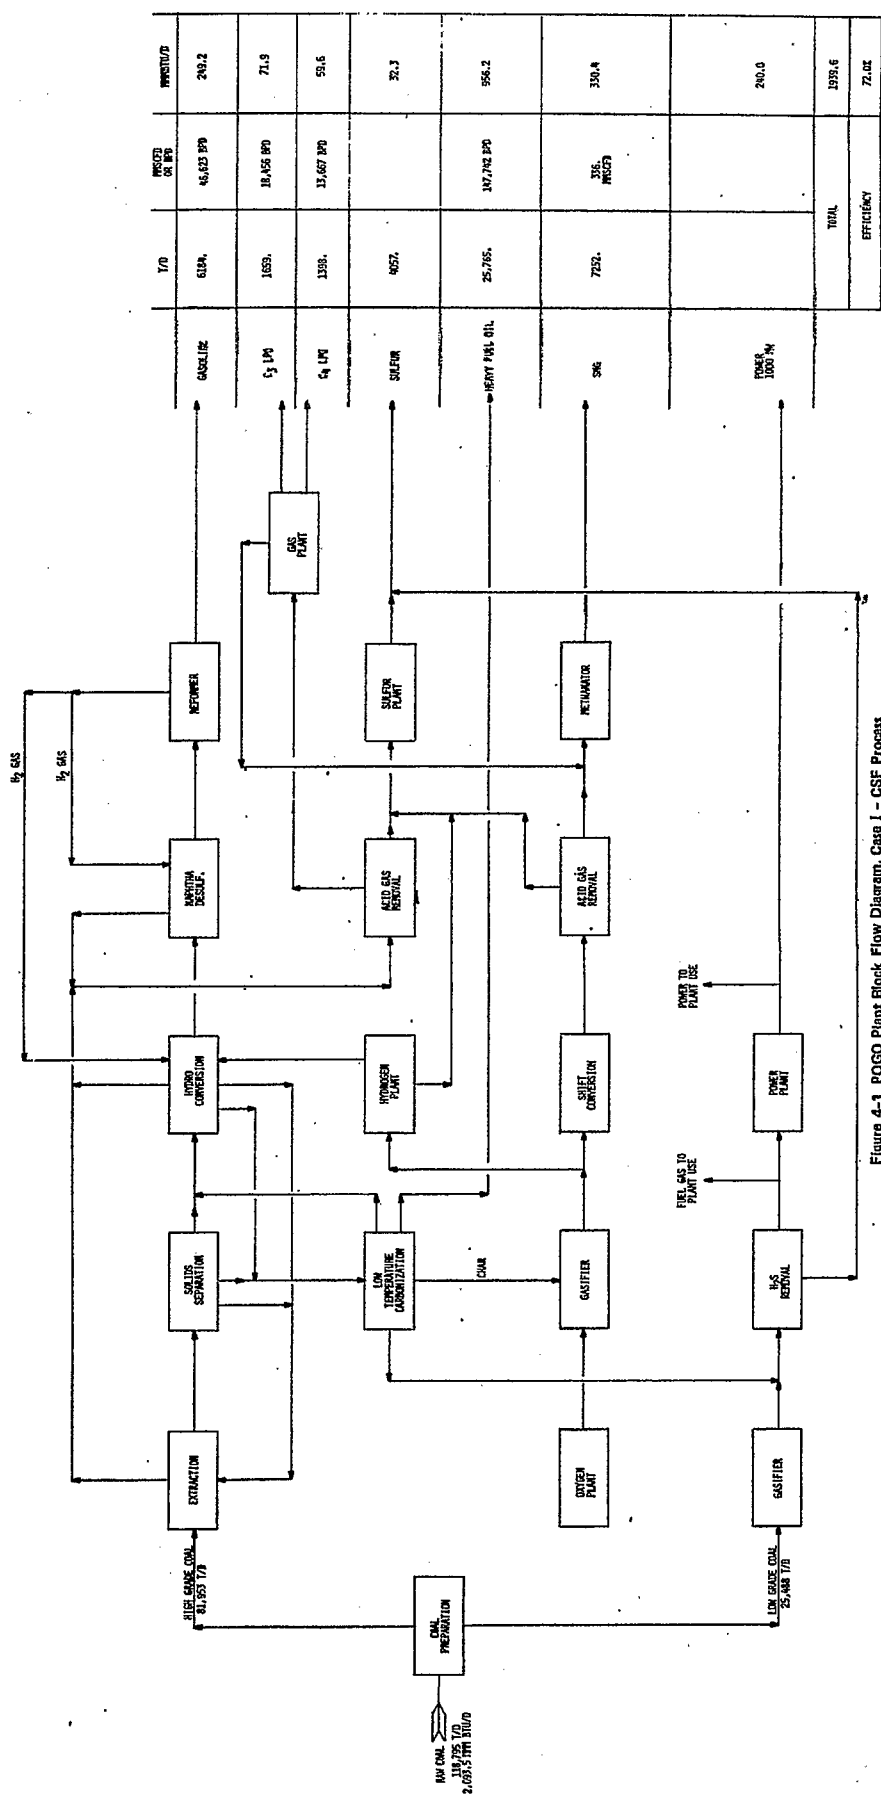 H₂ GAS
H₂ GAS
RAW COAL
118,795 T/D
2,693.5 MMM BTU/D
COAL
PREPARATION
HIGH GRADE COAL
81,953 T/D
LOW GRADE COAL
25,488 T/D
EXTRACTION
SOLIDS
SEPARATION
HYDRO
CONVERSION
NAPHTHA
DESULF.
REFORMER
GAS
PLANT
LOW
TEMPERATURE
CARBONIZATION
HYDROGEN
PLANT
ACID GAS
REMOVAL
SULFUR
PLANT
CHAR
OXYGEN
PLANT
GASIFIER
SHIFT
CONVERSION
ACID GAS
REMOVAL
METHANATOR
GASIFIER
H₂S
REMOVAL
FUEL GAS TO
PLANT USE
POWER
PLANT
POWER TO
PLANT USE
T/D
MMSCFD
OR BPD
MMMBTU/D
GASOLINE 6184. 46,623 BPD 249.2
C₃ LPG 1659. 18,456 BPD 71.9
C₄ LPG 1398. 13,667 BPD 59.6
SULFUR 4057. 32.3
HEAVY FUEL OIL 25,765. 147,742 BPD 956.2
SNG 7252. 336.
MMSCFD 330.4
POWER
1000 MW 240.0
TOTAL 1939.6
EFFICIENCY 72.0%
Figure 4-1 POGO Plant Block Flow Diagram, Case I - CSF Process